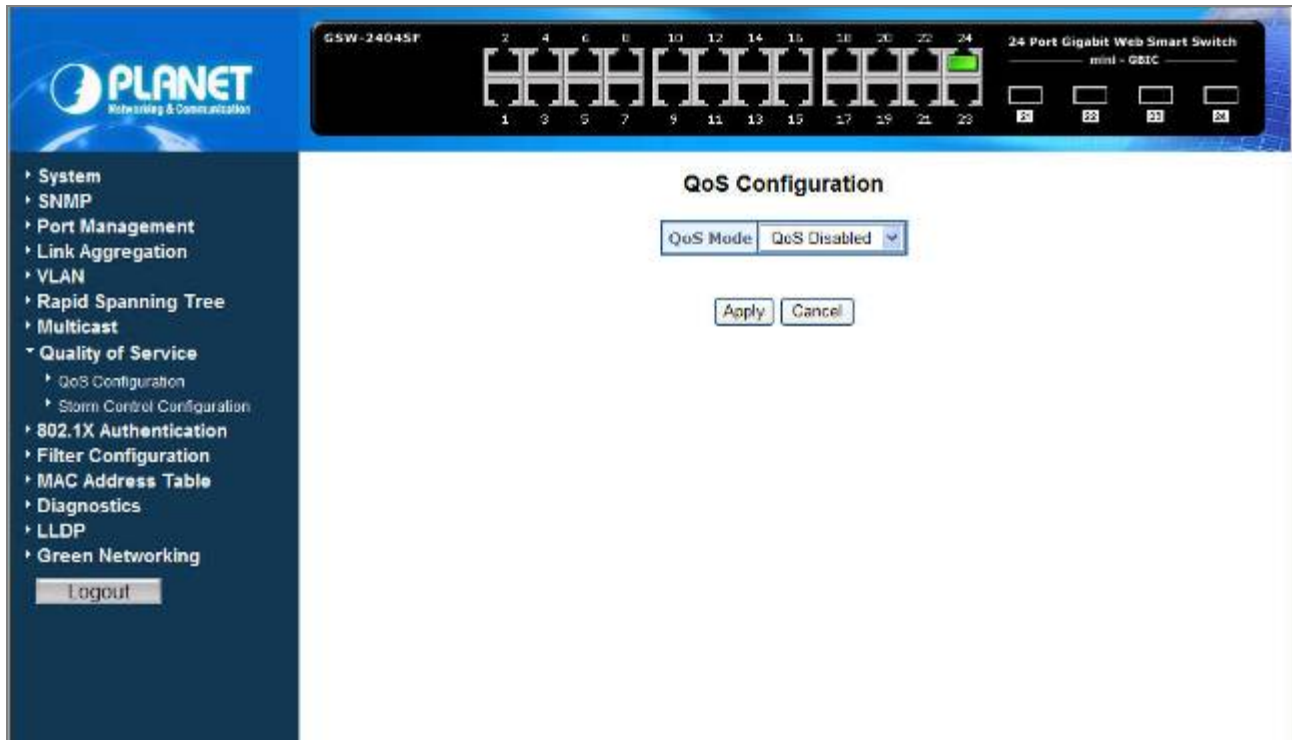 PLANET
Networking & Communication
GSW-2404SF
2 4 6 8 10 12 14 16 18 20 22 24
1 3 5 7 9 11 13 15 17 19 21 23
24 Port Gigabit Web Smart Switch
mini - GBIC
21 22 23 24
System
SNMP
Port Management
Link Aggregation
VLAN
Rapid Spanning Tree
Multicast
Quality of Service
QoS Configuration
Storm Control Configuration
802.1X Authentication
Filter Configuration
MAC Address Table
Diagnostics
LLDP
Green Networking
Logout
QoS Configuration
QoS Mode QoS Disabled
Apply Cancel